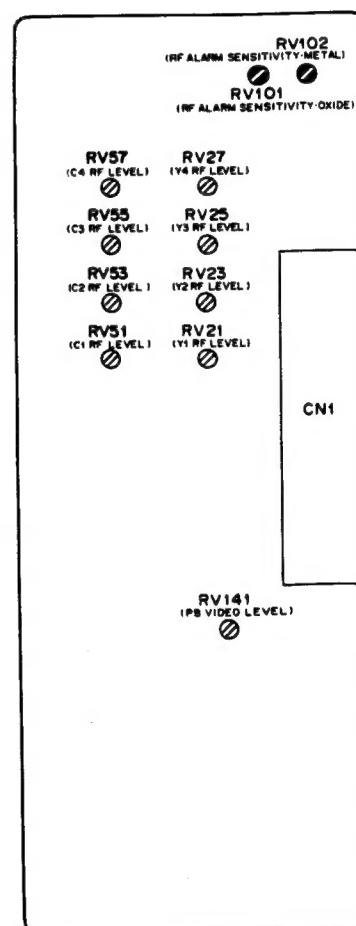 RV102
(RF ALARM SENSITIVITY-METAL)
RV101
(RF ALARM SENSITIVITY-OXIDE)
RV57 RV27
(C4 RF LEVEL) (Y4 RF LEVEL)
RV55 RV25
(C3 RF LEVEL) (Y3 RF LEVEL)
RV53 RV23
(C2 RF LEVEL) (Y2 RF LEVEL)
RV51 RV21
(C1 RF LEVEL) (Y1 RF LEVEL)
CN1
RV141
(PB VIDEO LEVEL)